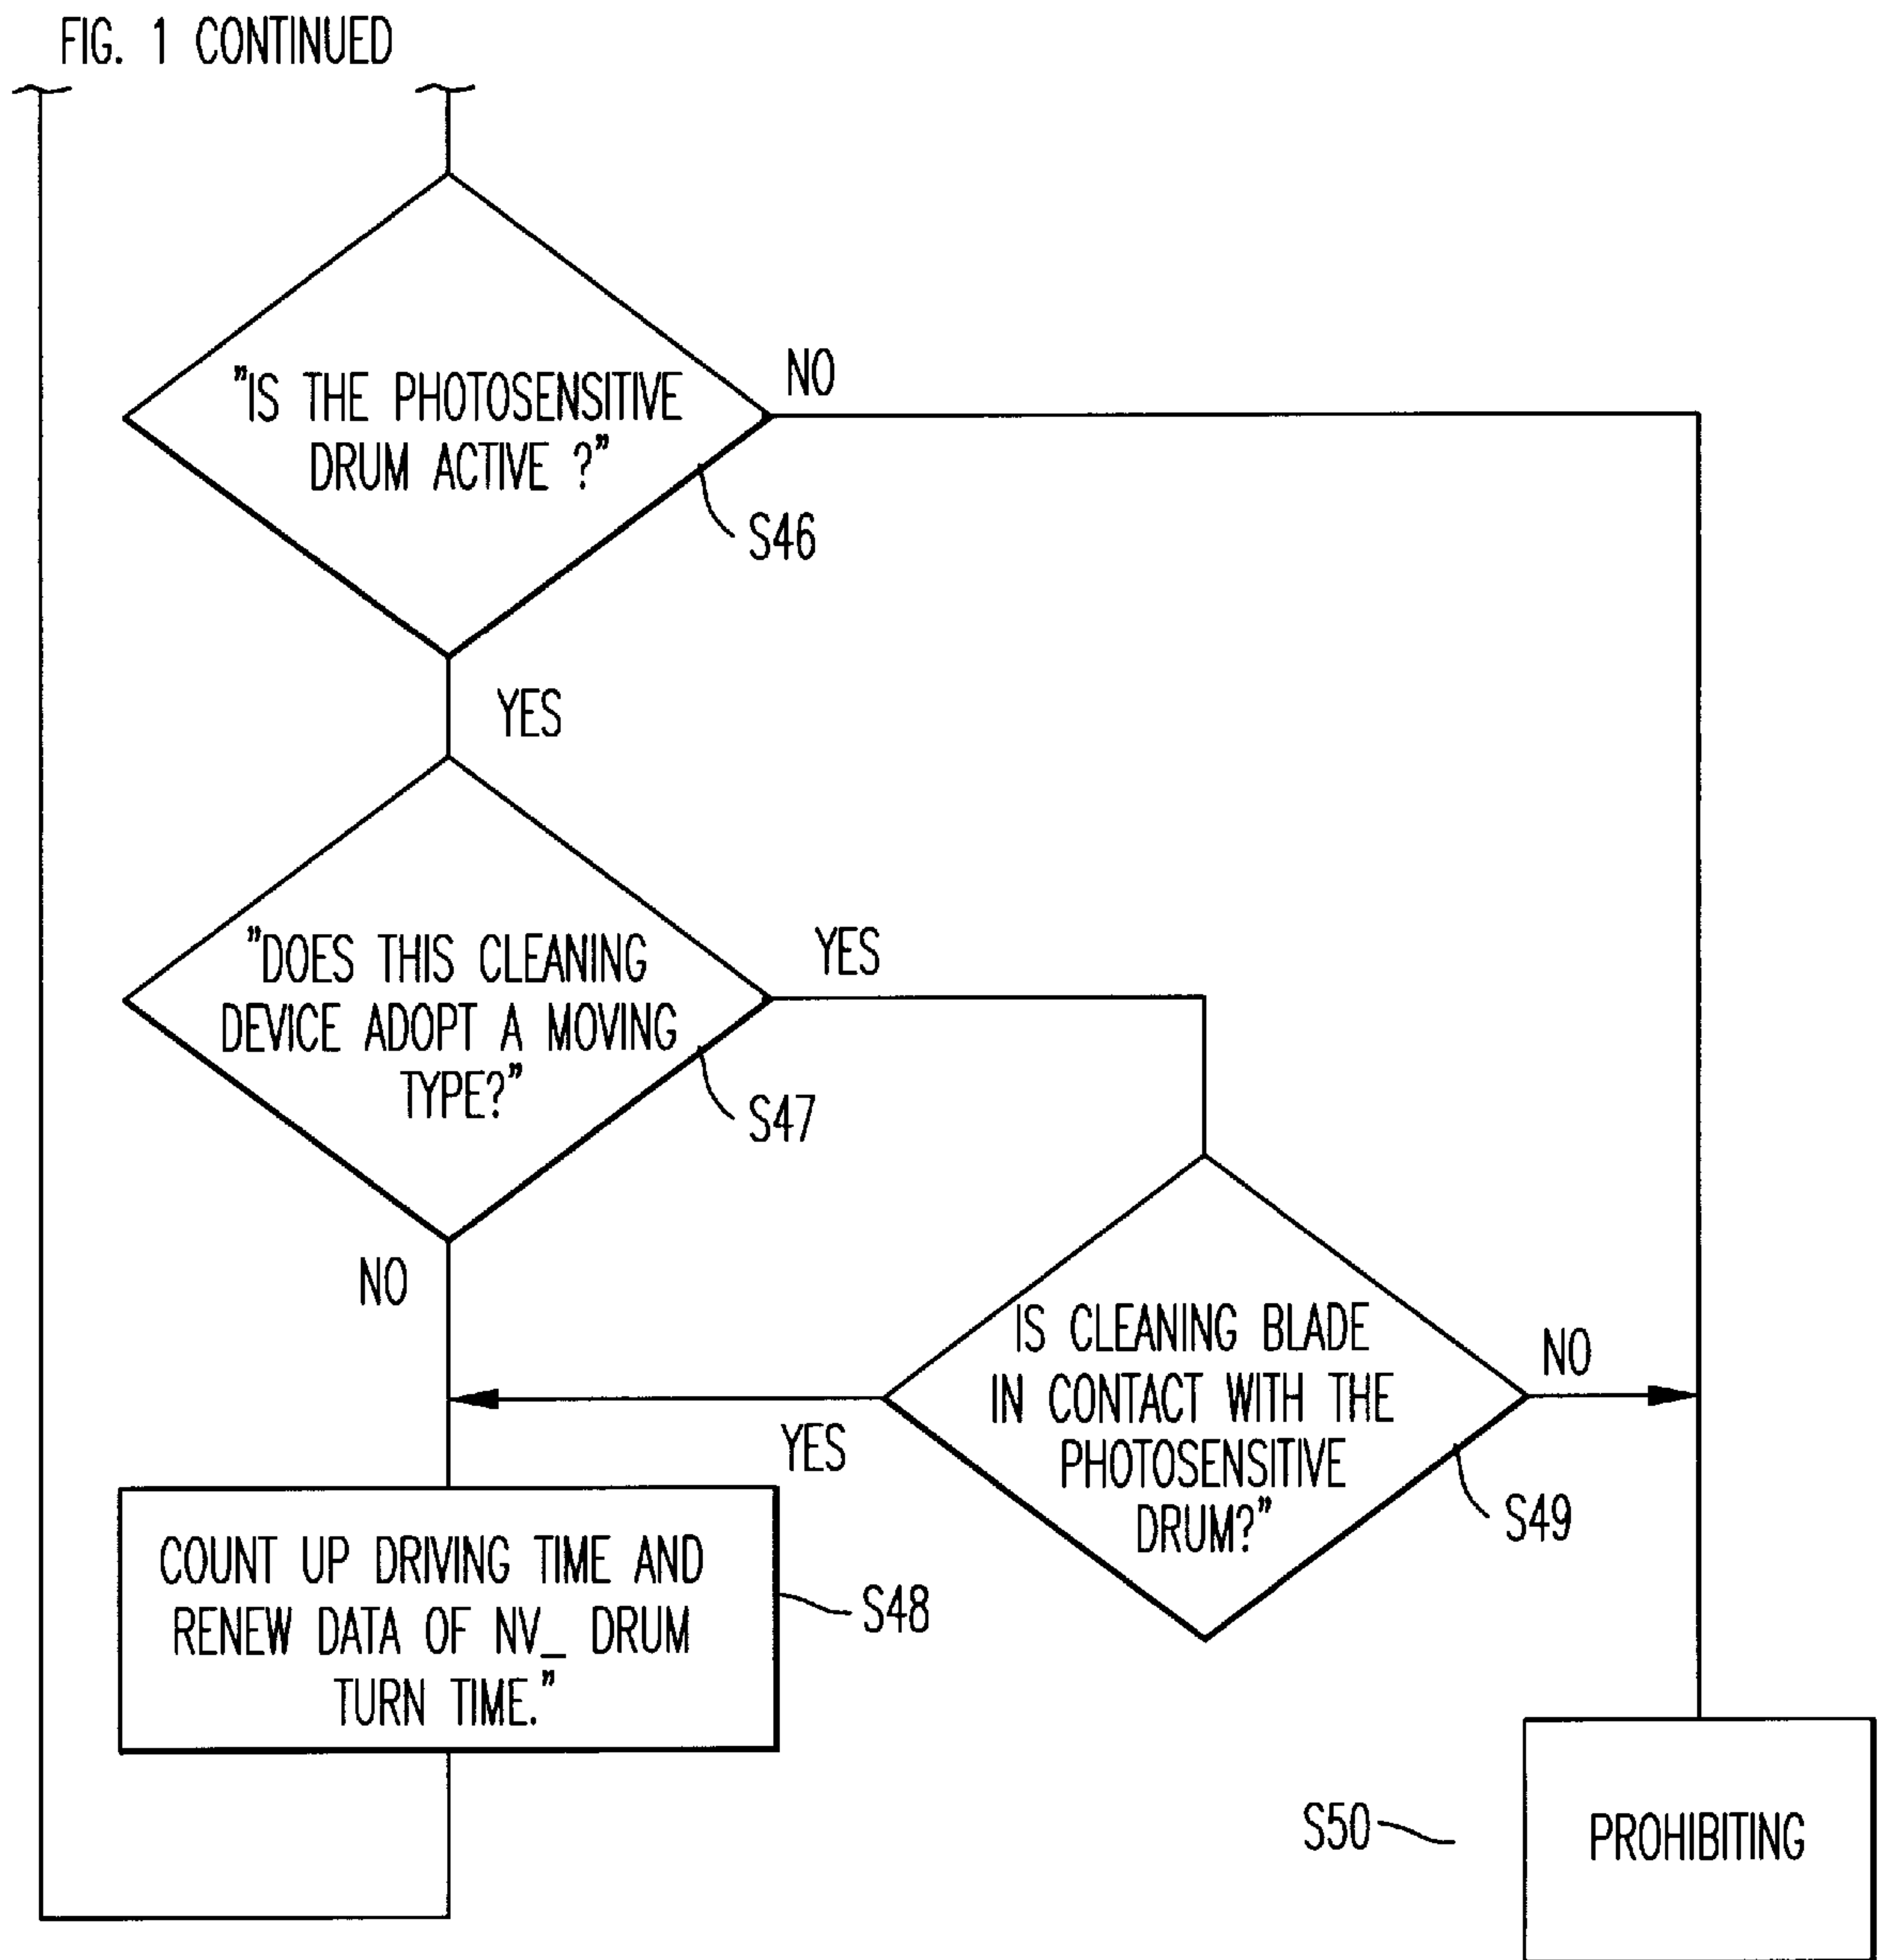 FIG. 1 CONTINUED
"IS THE PHOTOSENSITIVE
DRUM ACTIVE ?"
NO
S46
YES
"DOES THIS CLEANING
DEVICE ADOPT A MOVING
TYPE?"
YES
S47
NO
IS CLEANING BLADE
IN CONTACT WITH THE
PHOTOSENSITIVE
DRUM?"
NO
YES
S49
COUNT UP DRIVING TIME AND
RENEW DATA OF NV_ DRUM
TURN TIME."
S48
S50
PROHIBITING